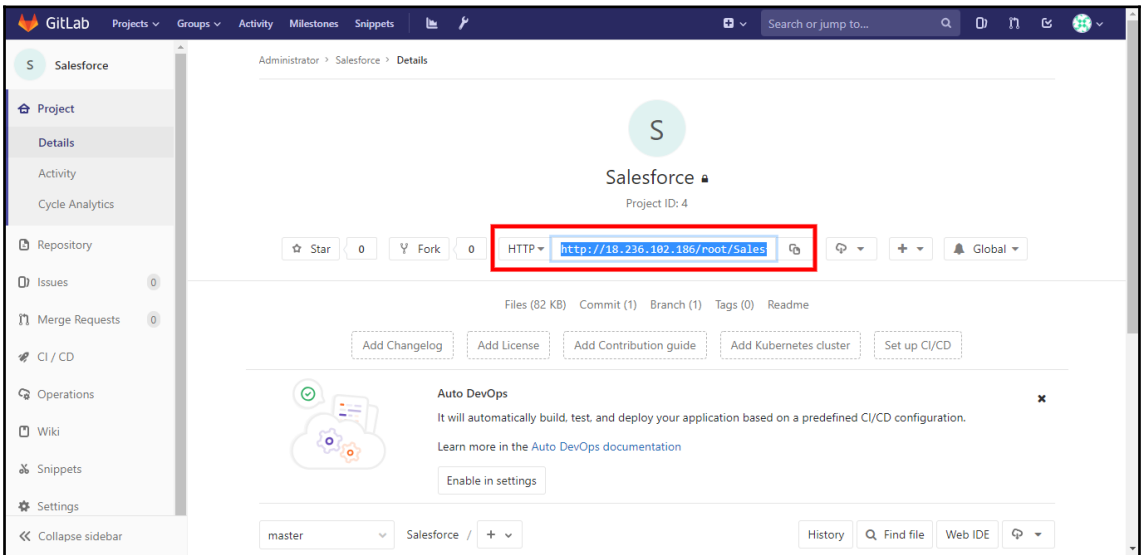 GitLab Projects Groups Activity Milestones Snippets Search or jump to...
S Salesforce
Project
Details
Activity
Cycle Analytics
Repository
Issues 0
Merge Requests 0
CI / CD
Operations
Wiki
Snippets
Settings
Collapse sidebar
Administrator > Salesforce > Details
S
Salesforce
Project ID: 4
Star 0 Fork 0 HTTP http://18.236.102.186/root/Sales Global
Files (82 KB) Commit (1) Branch (1) Tags (0) Readme
Add Changelog Add License Add Contribution guide Add Kubernetes cluster Set up CI/CD
Auto DevOps
It will automatically build, test, and deploy your application based on a predefined CI/CD configuration.
Learn more in the Auto DevOps documentation
Enable in settings
master Salesforce / + History Find file Web IDE